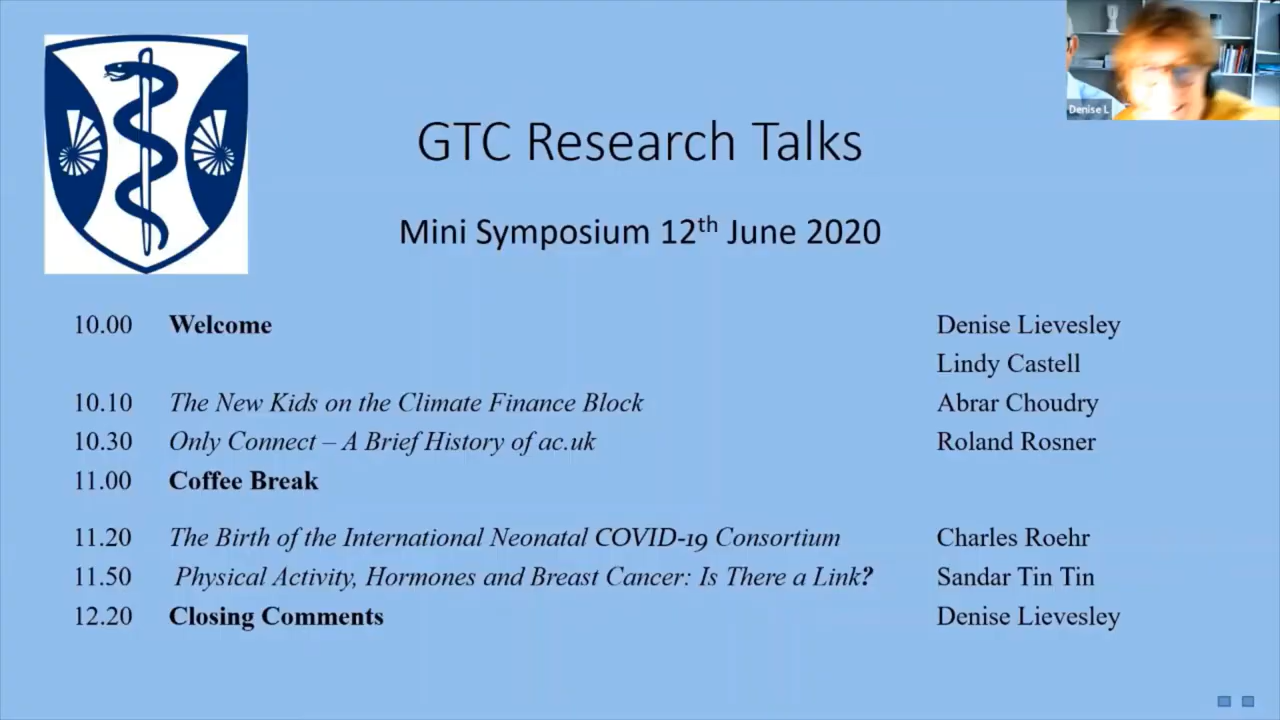 Denise L
GTC Research Talks
Mini Symposium 12th June 2020
10.00 Welcome Denise Lievesley
Lindy Castell
10.10 The New Kids on the Climate Finance Block Abrar Choudry
10.30 Only Connect – A Brief History of ac.uk Roland Rosner
11.00 Coffee Break
11.20 The Birth of the International Neonatal COVID-19 Consortium Charles Roehr
11.50 Physical Activity, Hormones and Breast Cancer: Is There a Link? Sandar Tin Tin
12.20 Closing Comments Denise Lievesley